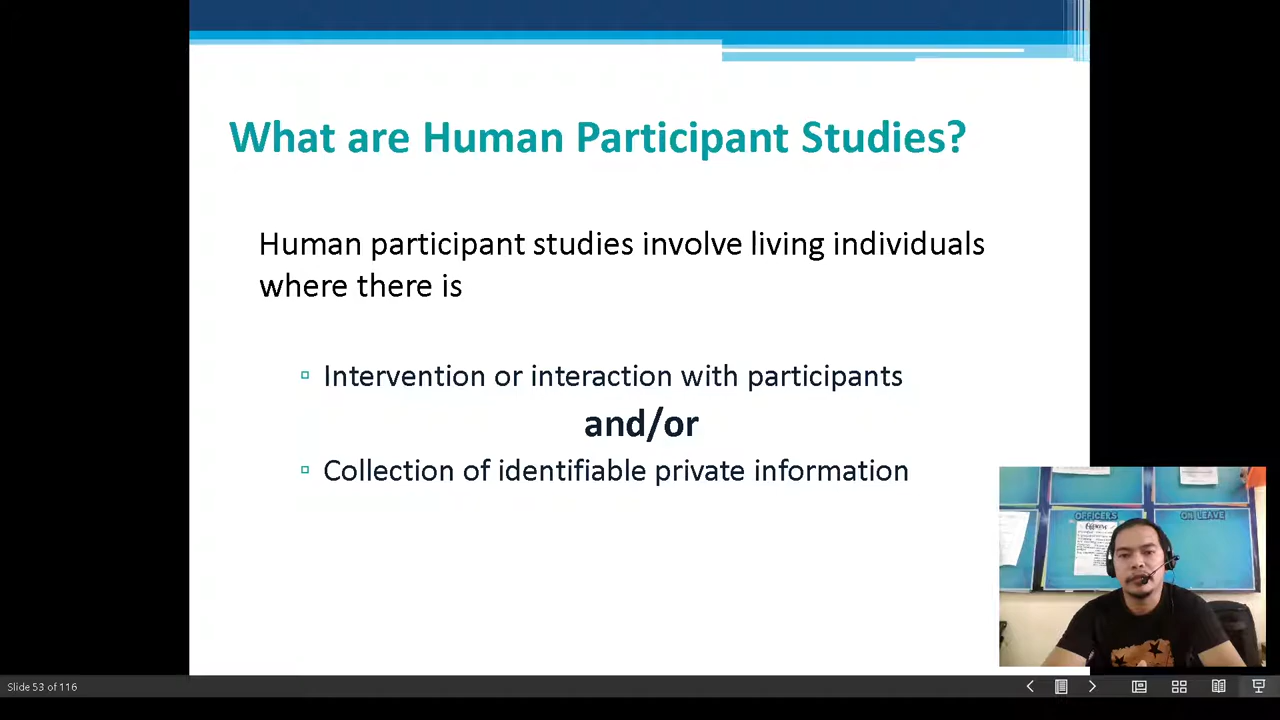 What are Human Participant Studies?
Human participant studies involve living individuals
where there is
Intervention or interaction with participants
and/or
Collection of identifiable private information
OFFICERS
ON LEAVE
Slide 53 of 116